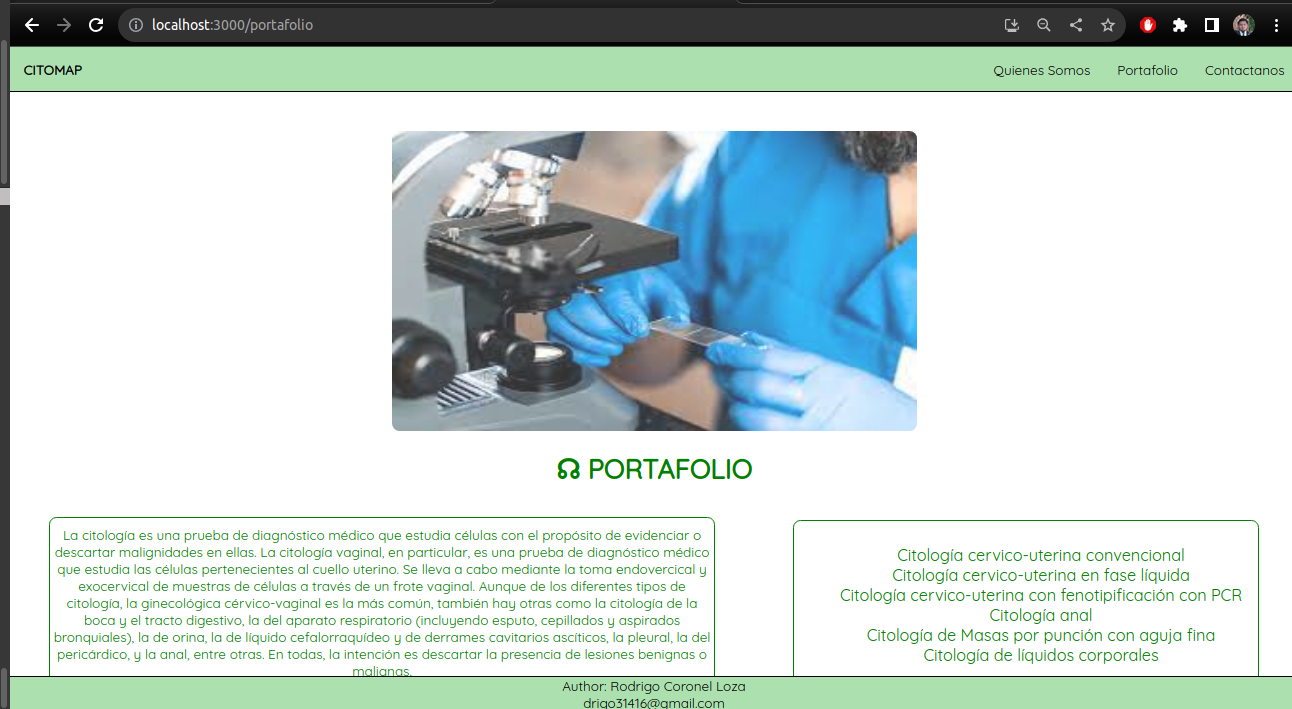 localhost:3000/portafolio
CITOMAP
Quienes Somos
Portafolio
Contactanos
☊ PORTAFOLIO
La citología es una prueba de diagnóstico médico que estudia células con el propósito de evidenciar o
descartar malignidades en ellas. La citología vaginal, en particular, es una prueba de diagnóstico médico
que estudia las células pertenecientes al cuello uterino. Se lleva a cabo mediante la toma endovercical y
exocervical de muestras de células a través de un frote vaginal. Aunque de los diferentes tipos de
citología, la ginecológica cérvico-vaginal es la más común, también hay otras como la citología de la
boca y el tracto digestivo, la del aparato respiratorio (incluyendo esputo, cepillados y aspirados
bronquiales), la de orina, la de líquido cefalorraquídeo y de derrames cavitarios ascíticos, la pleural, la del
pericárdico, y la anal, entre otras. En todas, la intención es descartar la presencia de lesiones benignas o
malignas.
Citología cervico-uterina convencional
Citología cervico-uterina en fase líquida
Citología cervico-uterina con fenotipificación con PCR
Citología anal
Citología de Masas por punción con aguja fina
Citología de líquidos corporales
Author: Rodrigo Coronel Loza
drigo31416@gmail.com